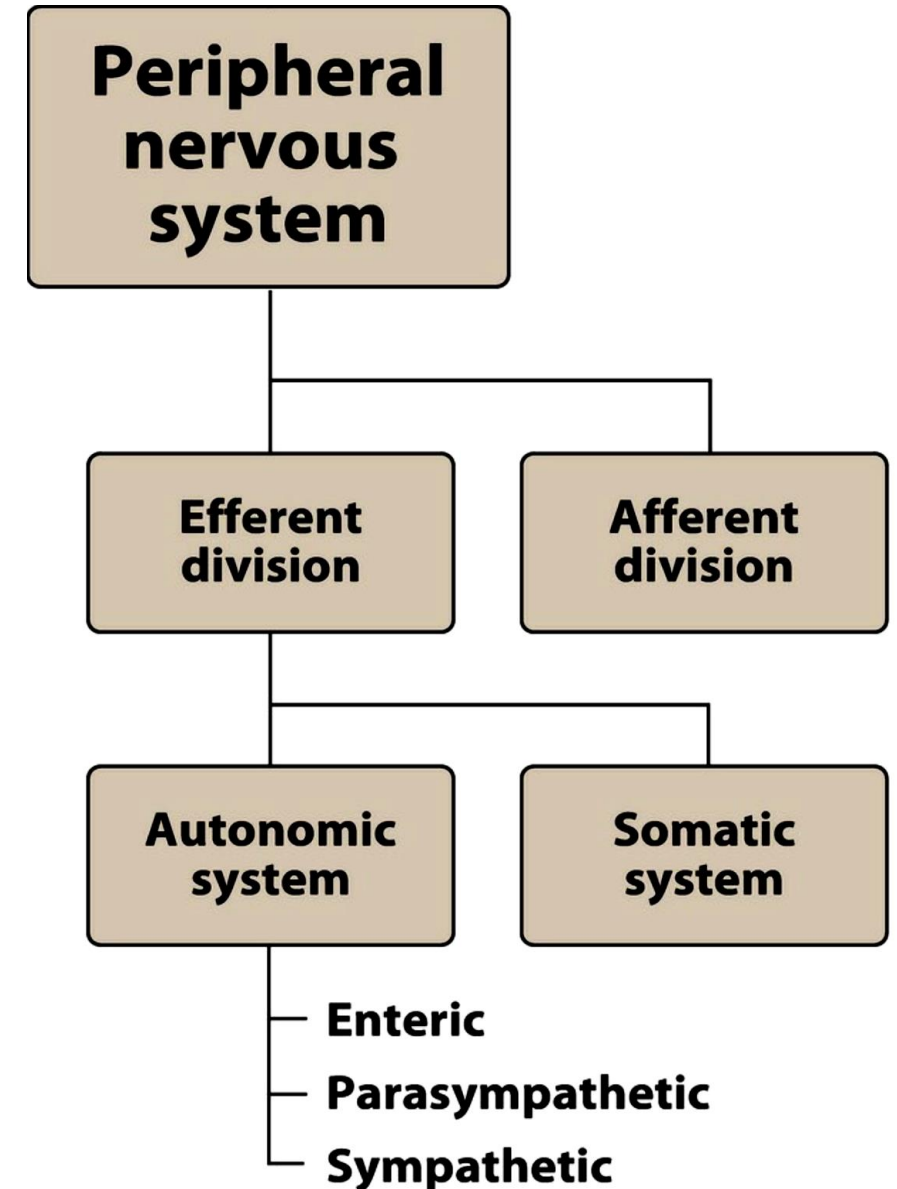 Peripheral
nervous
system
Efferent
division
Afferent
division
Autonomic
system
Somatic
system
Enteric
Parasympathetic
Sympathetic